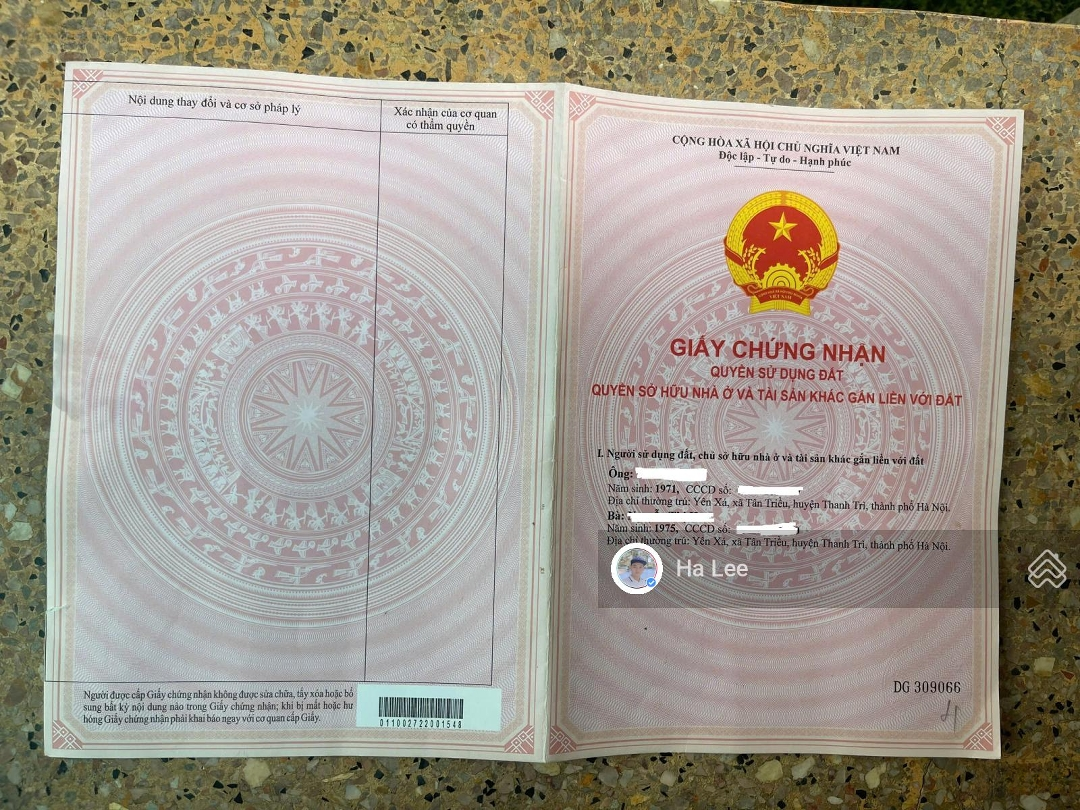 Nội dung thay đổi và cơ sở pháp lý
Xác nhận của cơ quan
có thẩm quyền
Người được cấp Giấy chứng nhận không được sửa chữa, tẩy xóa hoặc bổ
sung bất kỳ nội dung nào trong Giấy chứng nhận; khi bị mất hoặc hư
hỏng Giấy chứng nhận phải khai báo ngay với cơ quan cấp Giấy.
011002722001548
CỘNG HÒA XÃ HỘI CHỦ NGHĨA VIỆT NAM
Độc lập - Tự do - Hạnh phúc
VIỆT NAM
GIẤY CHỨNG NHẬN
QUYỀN SỬ DỤNG ĐẤT
QUYỀN SỞ HỮU NHÀ Ở VÀ TÀI SẢN KHÁC GẮN LIỀN VỚI ĐẤT
I. Người sử dụng đất, chủ sở hữu nhà ở và tài sản khác gắn liền với đất
Ông:
Năm sinh: 1971, CCCD số:
Địa chỉ thường trú: Yên Xá, xã Tân Triều, huyện Thanh Trì, thành phố Hà Nội.
Bà:
Năm sinh: 1975, CCCD số:
Địa chỉ thường trú: Yên Xá, xã Tân Triều, huyện Thanh Trì, thành phố Hà Nội.
Ha Lee
DG 309066